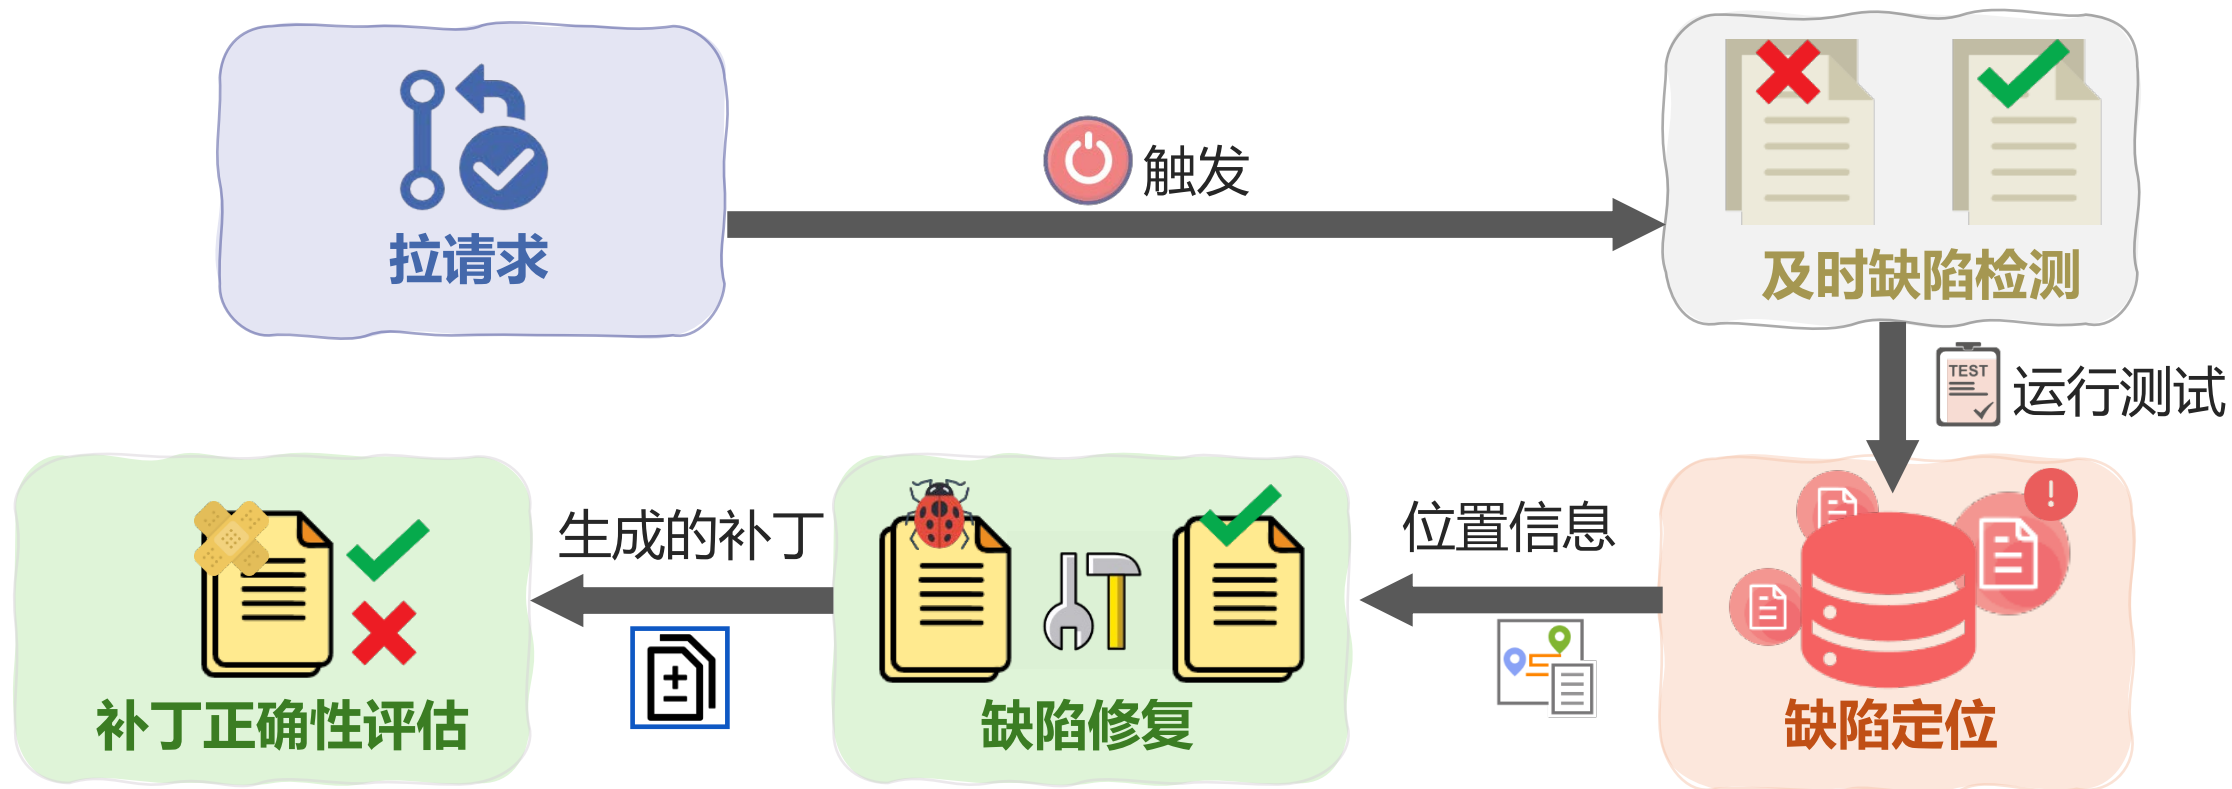 触发
拉请求
及时缺陷检测
TEST
运行测试
位置信息
生成的补丁
缺陷定位
缺陷修复
补丁正确性评估